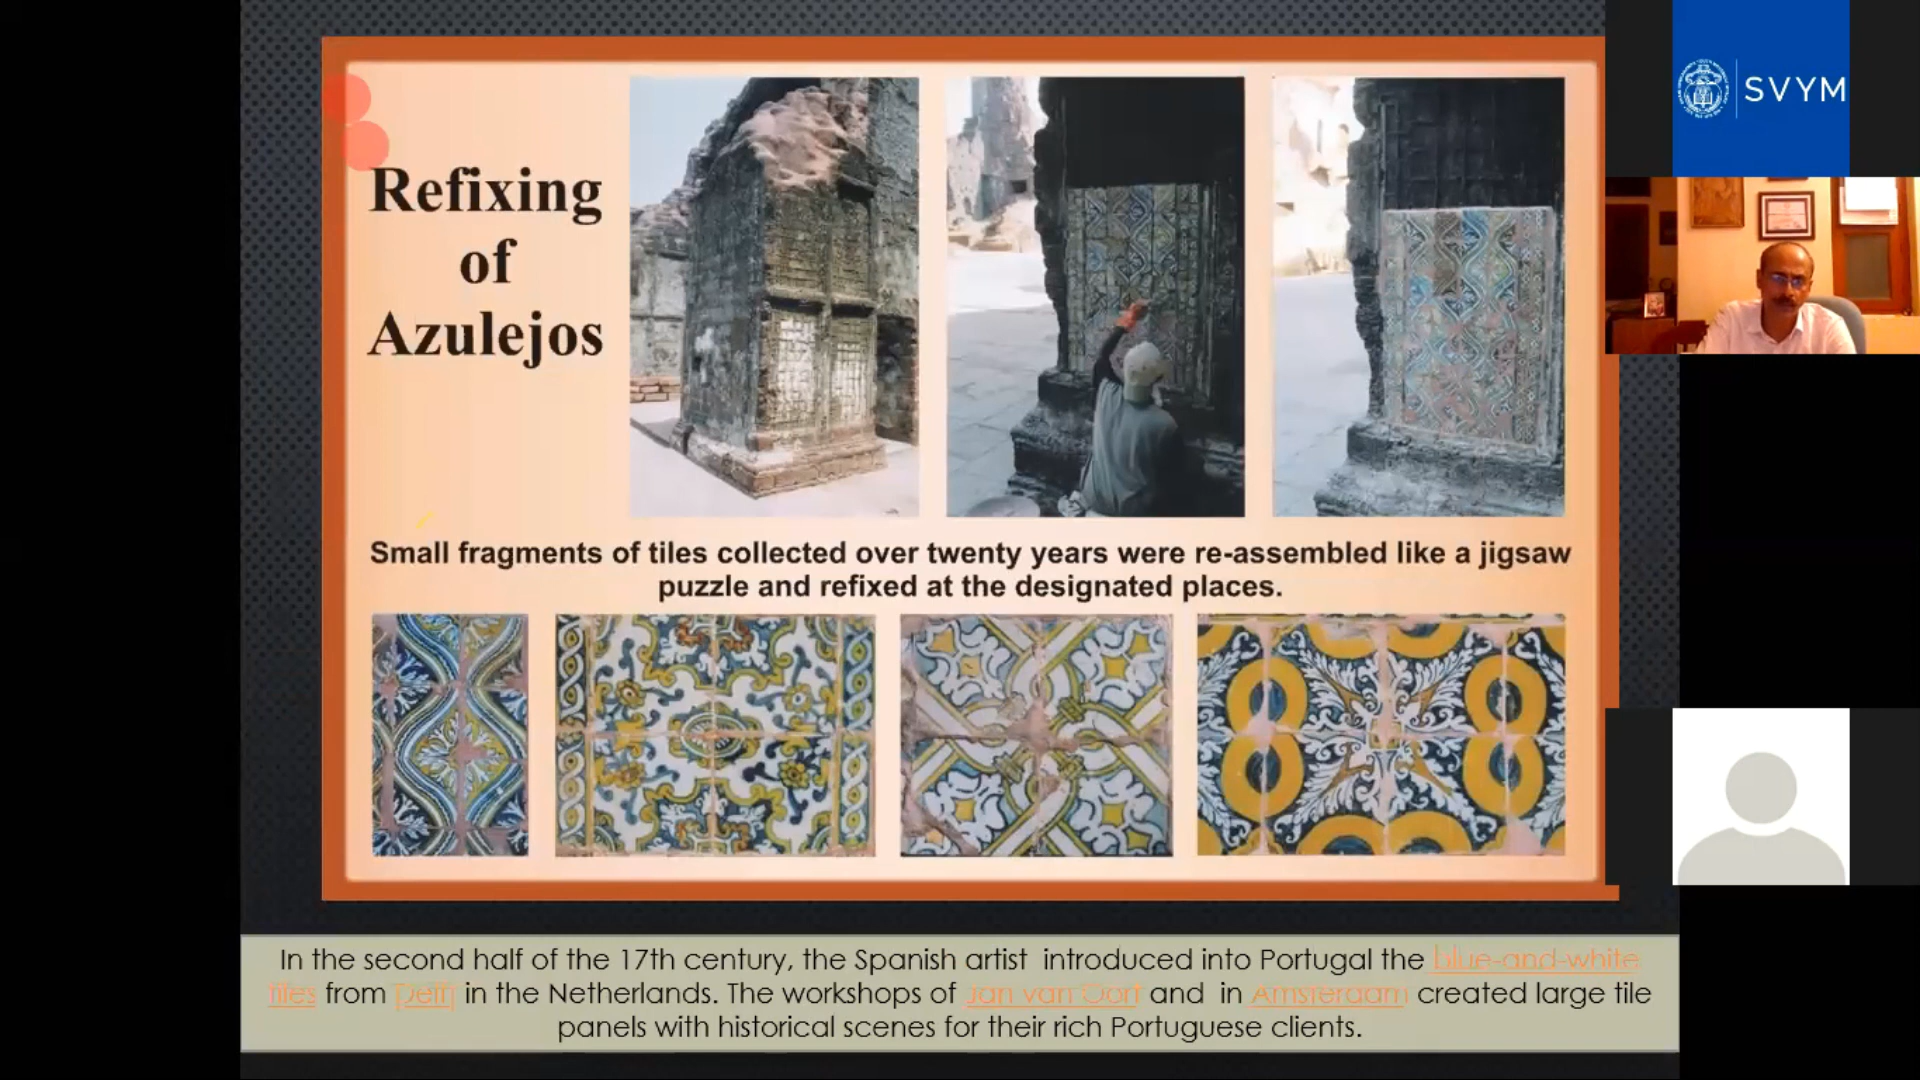 Refixing
of
Azulejos
Small fragments of tiles collected over twenty years were re-assembled like a jigsaw
puzzle and refixed at the designated places.
In the second half of the 17th century, the Spanish artist introduced into Portugal the blue-and-white
tiles from Delft in the Netherlands. The workshops of Jan van Oort and in Amsterdam created large tile
panels with historical scenes for their rich Portuguese clients.
SVYM